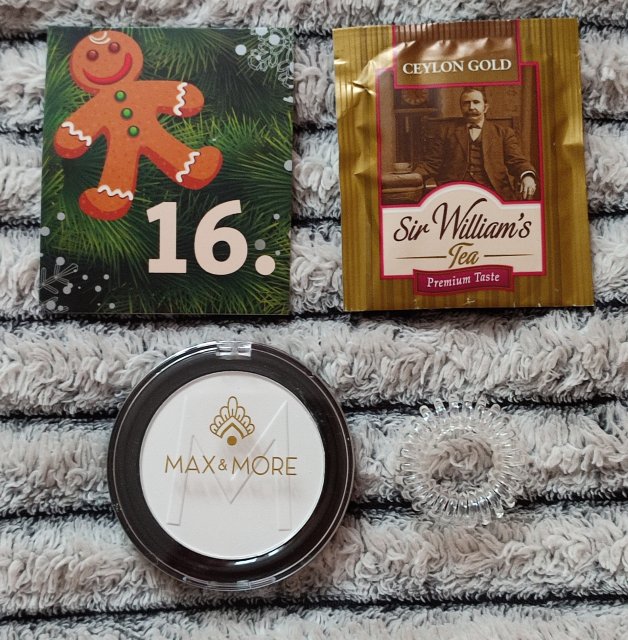 16.
CEYLON GOLD
Sir William's
Tea
Premium Taste
MAX & MORE
M